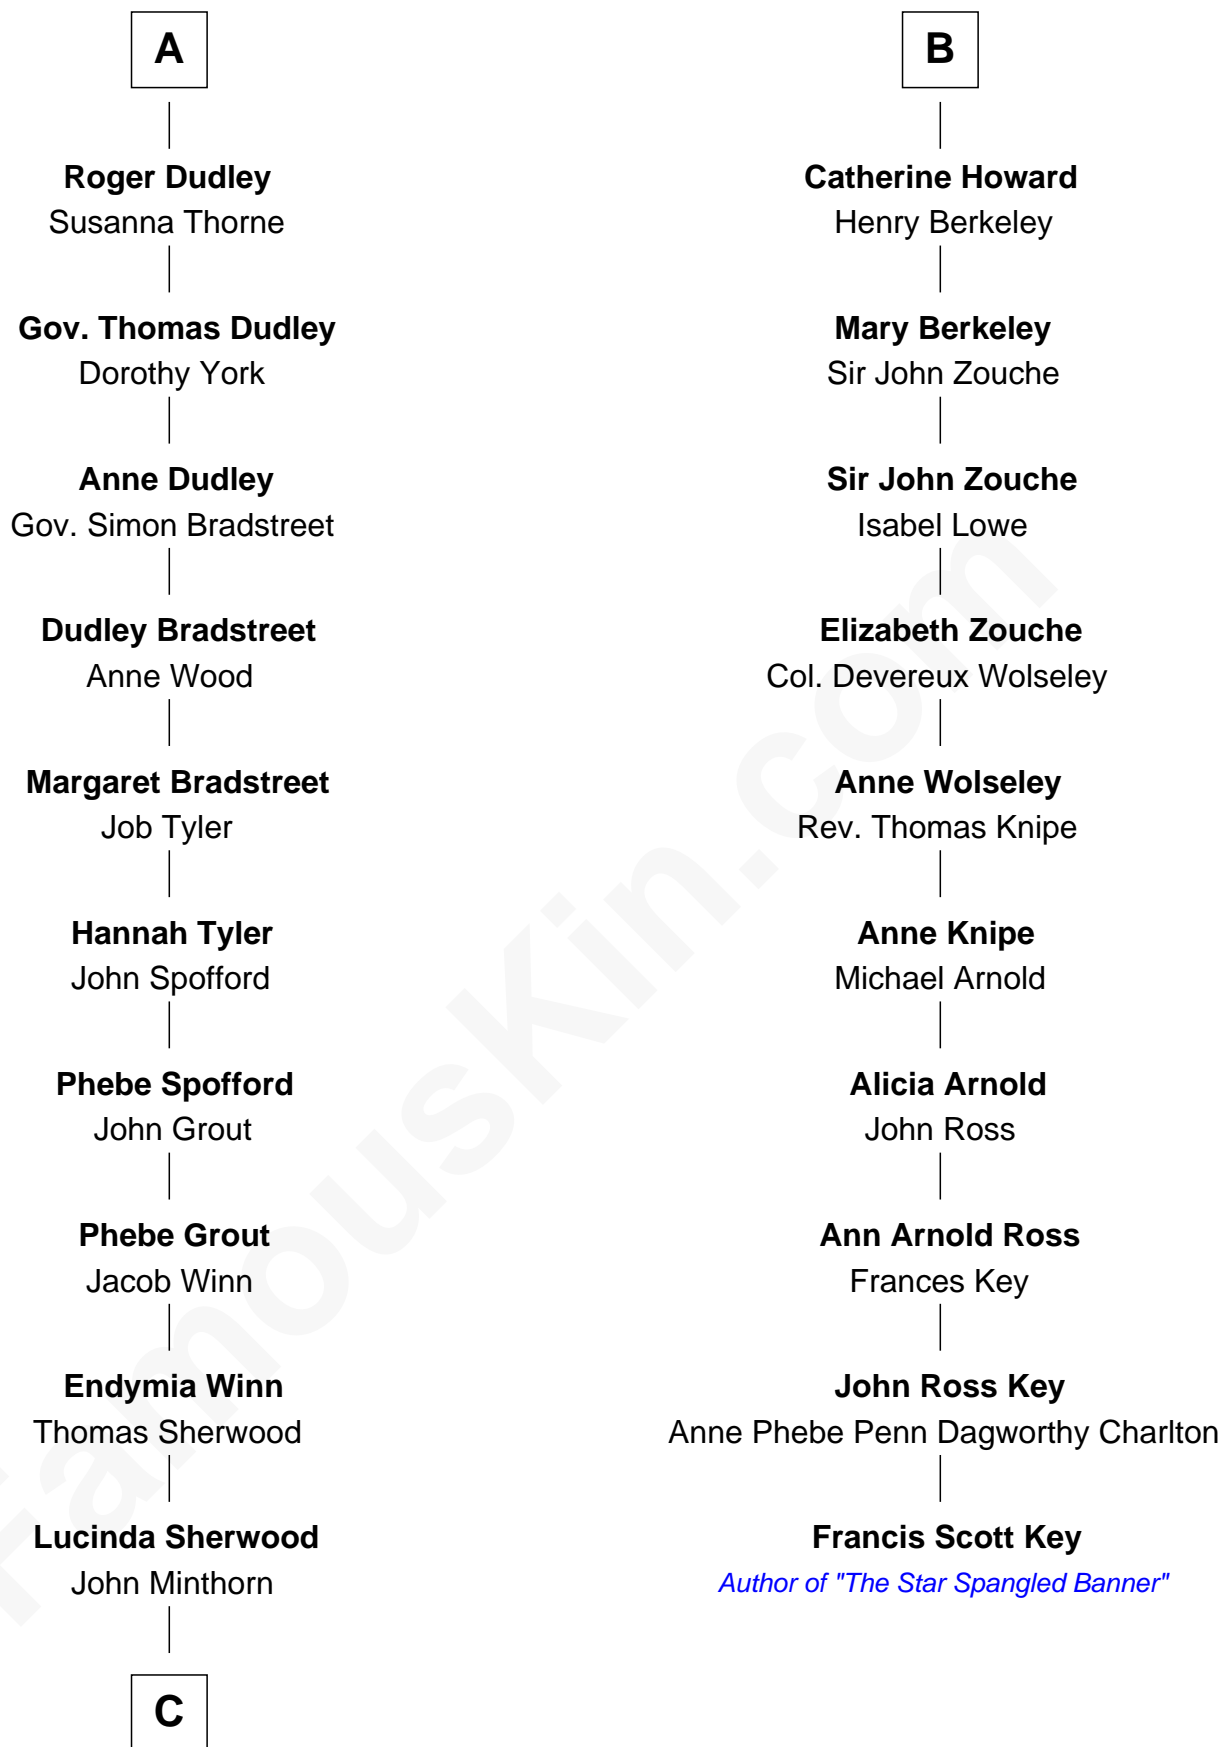 A
Roger Dudley
Susanna Thorne
Gov. Thomas Dudley
Dorothy York
Anne Dudley
Gov. Simon Bradstreet
Dudley Bradstreet
Anne Wood
Margaret Bradstreet
Job Tyler
Hannah Tyler
John Spofford
Phebe Spofford
John Grout
Phebe Grout
Jacob Winn
Endymia Winn
Thomas Sherwood
Lucinda Sherwood
John Minthorn
C
B
Catherine Howard
Henry Berkeley
Mary Berkeley
Sir John Zouche
Sir John Zouche
Isabel Lowe
Elizabeth Zouche
Col. Devereux Wolseley
Anne Wolseley
Rev. Thomas Knipe
Anne Knipe
Michael Arnold
Alicia Arnold
John Ross
Ann Arnold Ross
Frances Key
John Ross Key
Anne Phebe Penn Dagworthy Charlton
Francis Scott Key
Author of "The Star Spangled Banner"
FamousKin.com